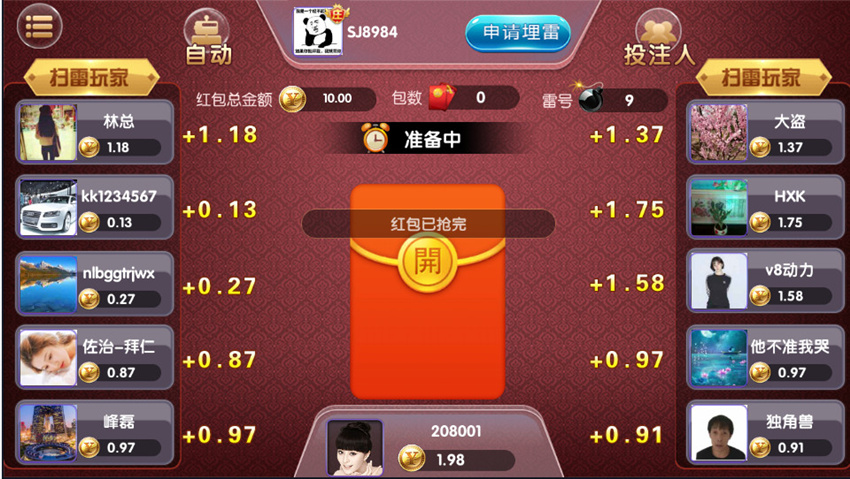 SJ8984
申请埋雷
自动
投注人
扫雷玩家
扫雷玩家
红包总金额 10.00 包数 0 雷号 9
准备中
林总
1.18
+1.18
+1.37
大盗
1.37
kk1234567
0.13
+0.13
+1.75
HXK
1.75
红包已抢完
開
nlbggtrjwx
0.27
+0.27
+1.58
v8动力
1.58
佐治-拜仁
0.87
+0.87
+0.97
他不准我哭
0.97
峰磊
0.97
+0.97
+0.91
独角兽
0.91
208001
1.98